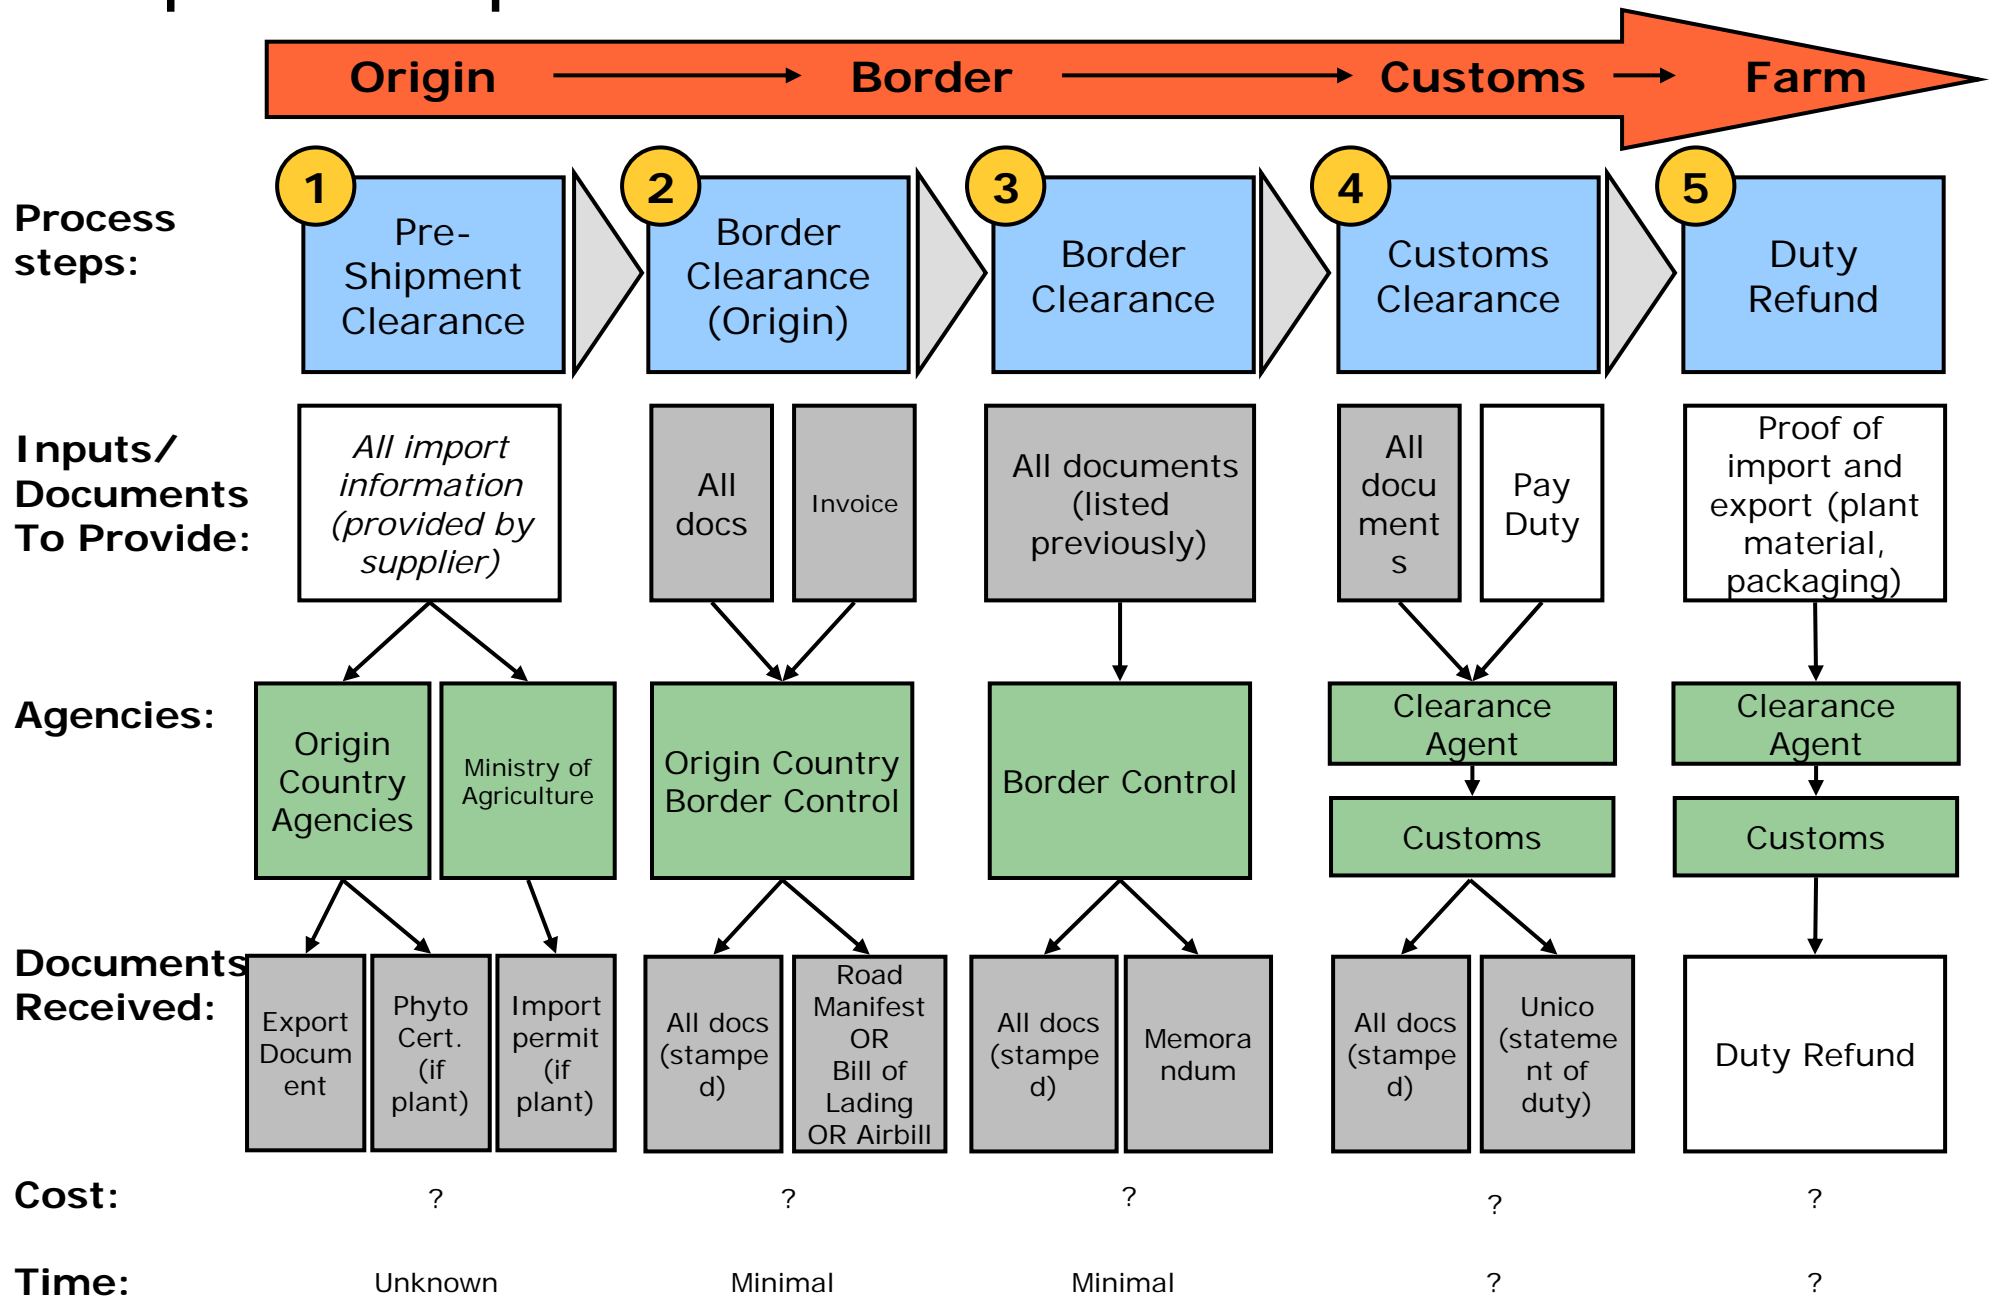 Origin
Border
Customs
Farm
1
2
3
4
5
Process
steps:
Pre-
Shipment
Clearance
Border
Clearance
(Origin)
Border
Clearance
Customs
Clearance
Duty
Refund
Inputs/
Documents
To Provide:
All import
information
(provided by
supplier)
All
docs
Invoice
All documents
(listed
previously)
All
docu
ment
s
Pay
Duty
Proof of
import and
export (plant
material,
packaging)
Agencies:
Origin
Country
Agencies
Ministry of
Agriculture
Origin Country
Border Control
Border Control
Clearance
Agent
Customs
Clearance
Agent
Customs
Documents
Received:
Export
Docum
ent
Phyto
Cert.
(if
plant)
Import
permit
(if
plant)
All docs
(stampe
d)
Road
Manifest
OR
Bill of
Lading
OR Airbill
All docs
(stampe
d)
Memora
ndum
All docs
(stampe
d)
Unico
(stateme
nt of
duty)
Duty Refund
Cost:
?
?
?
?
?
Time:
Unknown
Minimal
Minimal
?
?